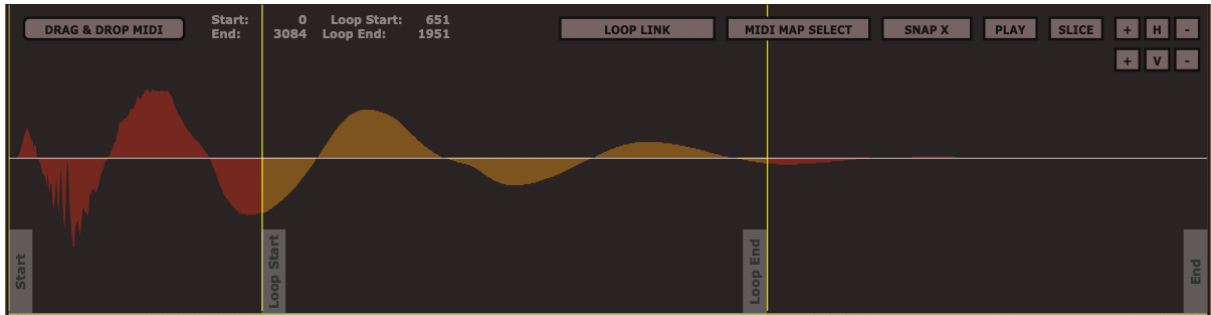 DRAG & DROP MIDI
Start: 0 Loop Start: 651
End: 3084 Loop End: 1951
LOOP LINK
MIDI MAP SELECT
SNAP X
PLAY
SLICE
+ H -
+ V -
Start
Loop Start
Loop End
End